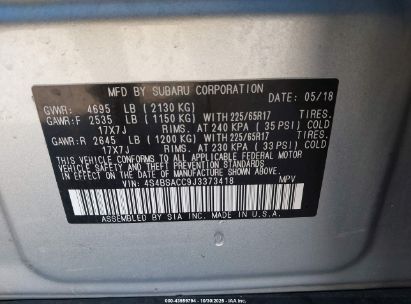 MFD BY SUBARU CORPORATION DATE: 05/18
GVWR: 4695 LB (2130 KG)
GAWR:F 2535 LB (1150 KG) WITH 225/65R17
17X7J RIMS. AT 240 KPA (35 PSI) COLD
GAWR:R 2645 LB (1200 KG) WITH 225/65R17
17X7J RIMS. AT 230 KPA (33 PSI) COLD
THIS VEHICLE CONFORMS TO ALL APPLICABLE FEDERAL MOTOR
VEHICLE SAFETY AND THEFT PREVENTION STANDARDS IN EFFECT ON
THE DATE OF MANUFACTURE SHOWN ABOVE.
VIN: 4S4BSACC9J3373418 MPV
ASSEMBLED BY SIA INC. MADE IN U.S.A.